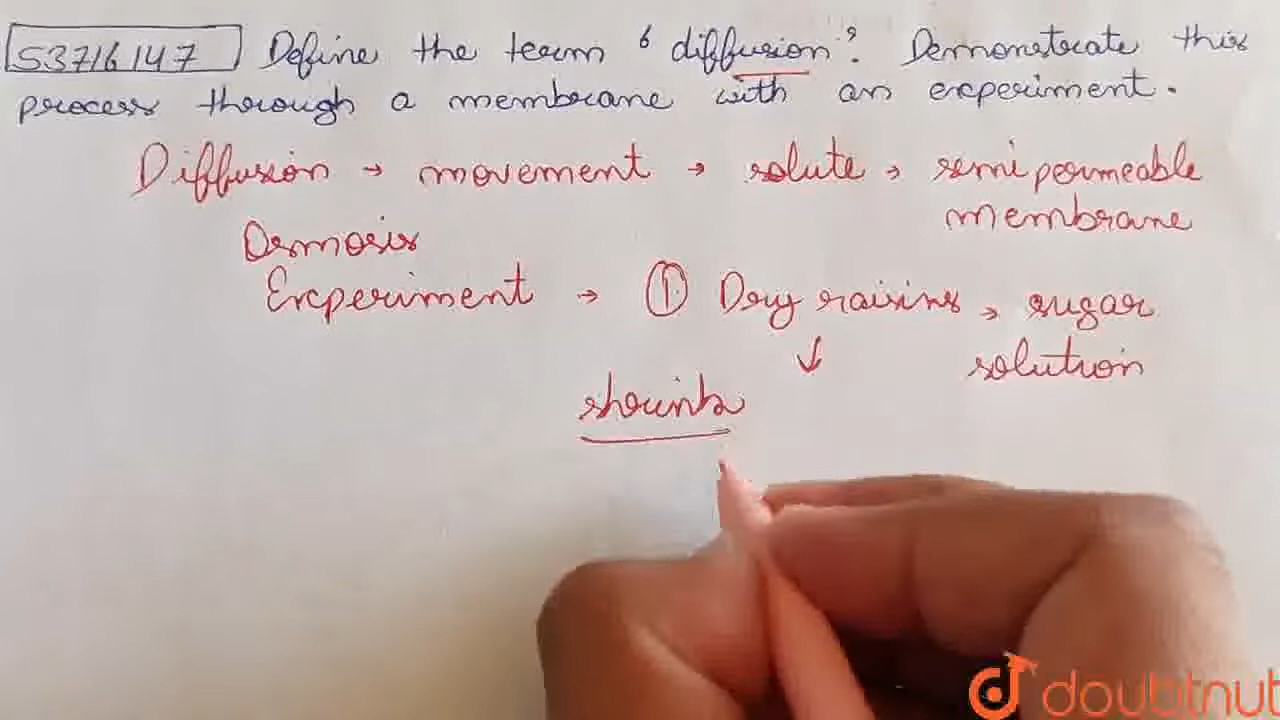 53716147 Define the term 'diffusion'? Demonstrate this
process through a membrane with an experiment.
Diffusion → movement → solute → semi permeable
membrane
Osmosis
Experiment → ① Dry raisins → sugar
↓ solution
shrink
doubtnut